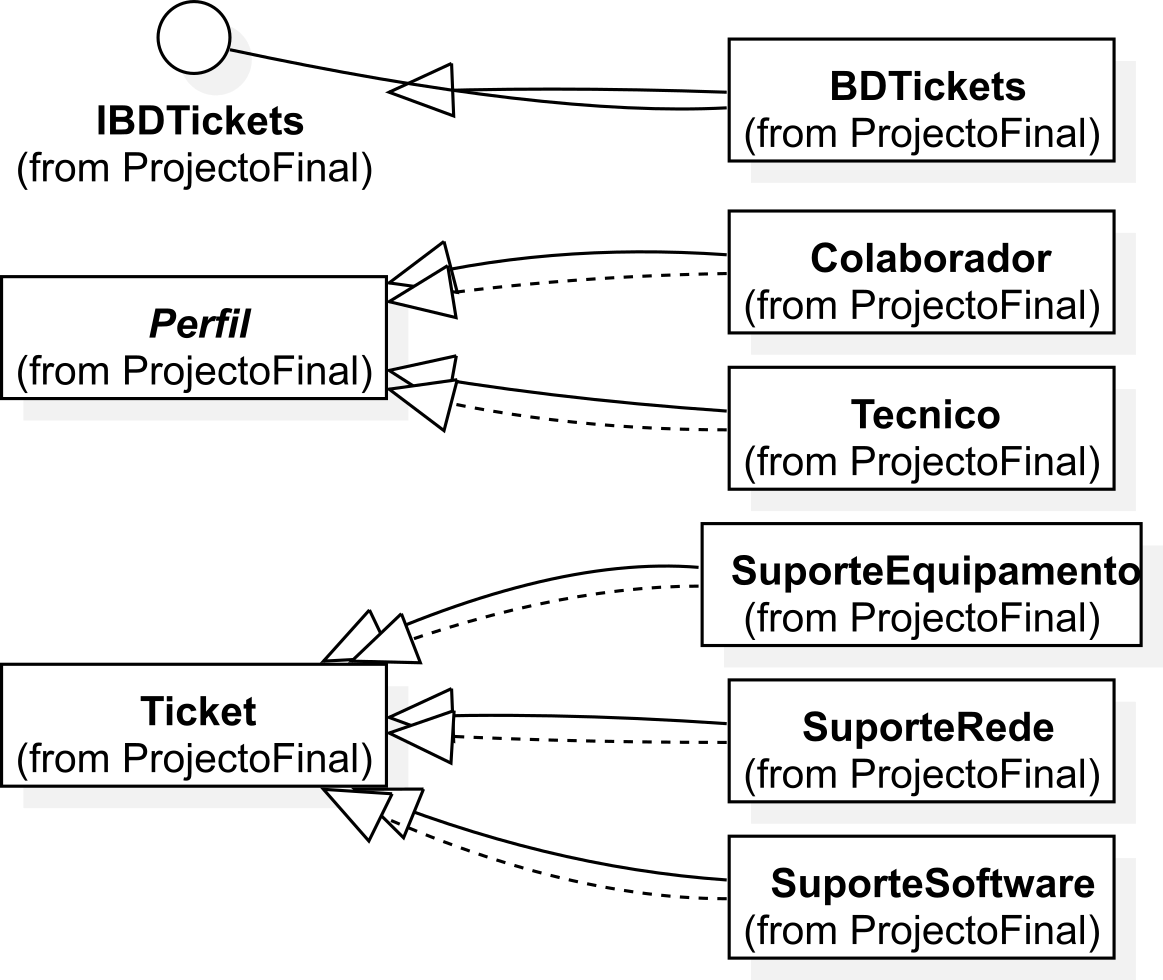 IBDTickets
(from ProjectoFinal)
BDTickets
(from ProjectoFinal)
Perfil
(from ProjectoFinal)
Colaborador
(from ProjectoFinal)
Tecnico
(from ProjectoFinal)
Ticket
(from ProjectoFinal)
SuporteEquipamento
(from ProjectoFinal)
SuporteRede
(from ProjectoFinal)
SuporteSoftware
(from ProjectoFinal)